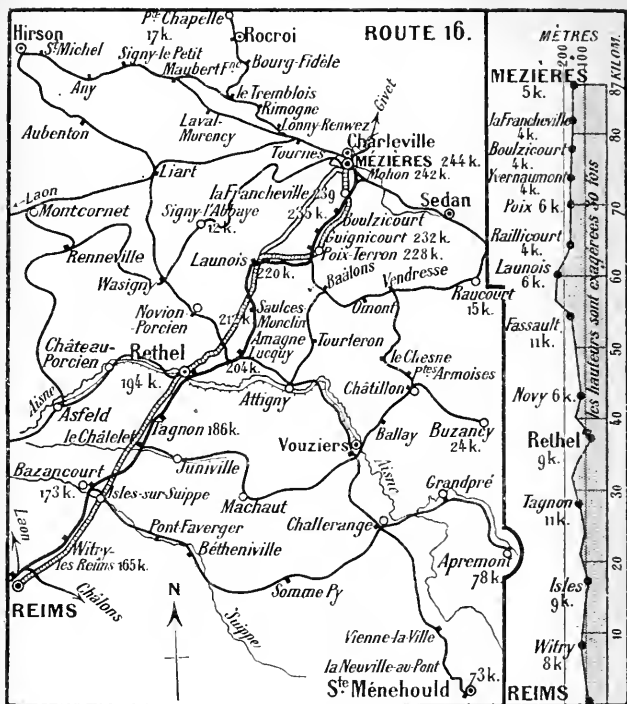 Pte Chapelle
17 k.
Hirson
Rocroi
ROUTE 16.
St Michel
Signy-le Petit
Maubert Fne
Bourg-Fidèle
Any
le Tremblois
Rimogne
Givet
Aubenton
Laval-
Murency
Lonny-Renwez
Tournes
Charleville
MÉZIÈRES 244 k.
Mohon 242 k.
Liart
Laon
la Francheville 239
Montcornet
Signy-l'Abbaye
12 k.
235 k.
Sedan
Boulzicourt
Guignicourt 232 k.
Renneville
Launois
Poix-Terron 228 k.
220 k.
Baâlons
Vendresse
Wasigny
Raucourt
15 k.
Novion-
Porcien
212 k.
Saulces-
Monclin
Omont
Amagne
Lucquy
Tourteron
Château-
Porcien
Rethel
194 k.
204 k.
le Chesne
Ptes Armoises
Aisne
Attigny
Châtillon
Asfeld
Tagnon 186 k.
le Châtelet
Vouziers
Ballay
Buzancy
24 k.
Juniville
Bazancourt
173 k.
Isles-sur-Suippe
Machaut
Aisne
Grandpré
Laon
Pont Faverger
Challerange
Bétheniville
Witry-
les Reims 165 k.
Apremont
78 k.
N
Châlons
Somme Py
REIMS
Suippe
Vienne-la-Ville
la Neuville-au-Pont
Ste Ménehould
73 k.
MÈTRES
200
100
KILOM.
MEZIÈRES
5 k.
87
la Francheville
4 k.
80
Boulzicourt
4 k.
Yvernaumont
4 k.
70
Poix 6 k.
Raillicourt
4 k.
Launois
6 k.
60
Fassault
11 k.
50
les hauteurs sont exagérées 50 fois
Novy 6 k.
40
Rethel
9 k.
30
Tagnon
11 k.
20
Isles
9 k.
10
Witry
8 k.
REIMS